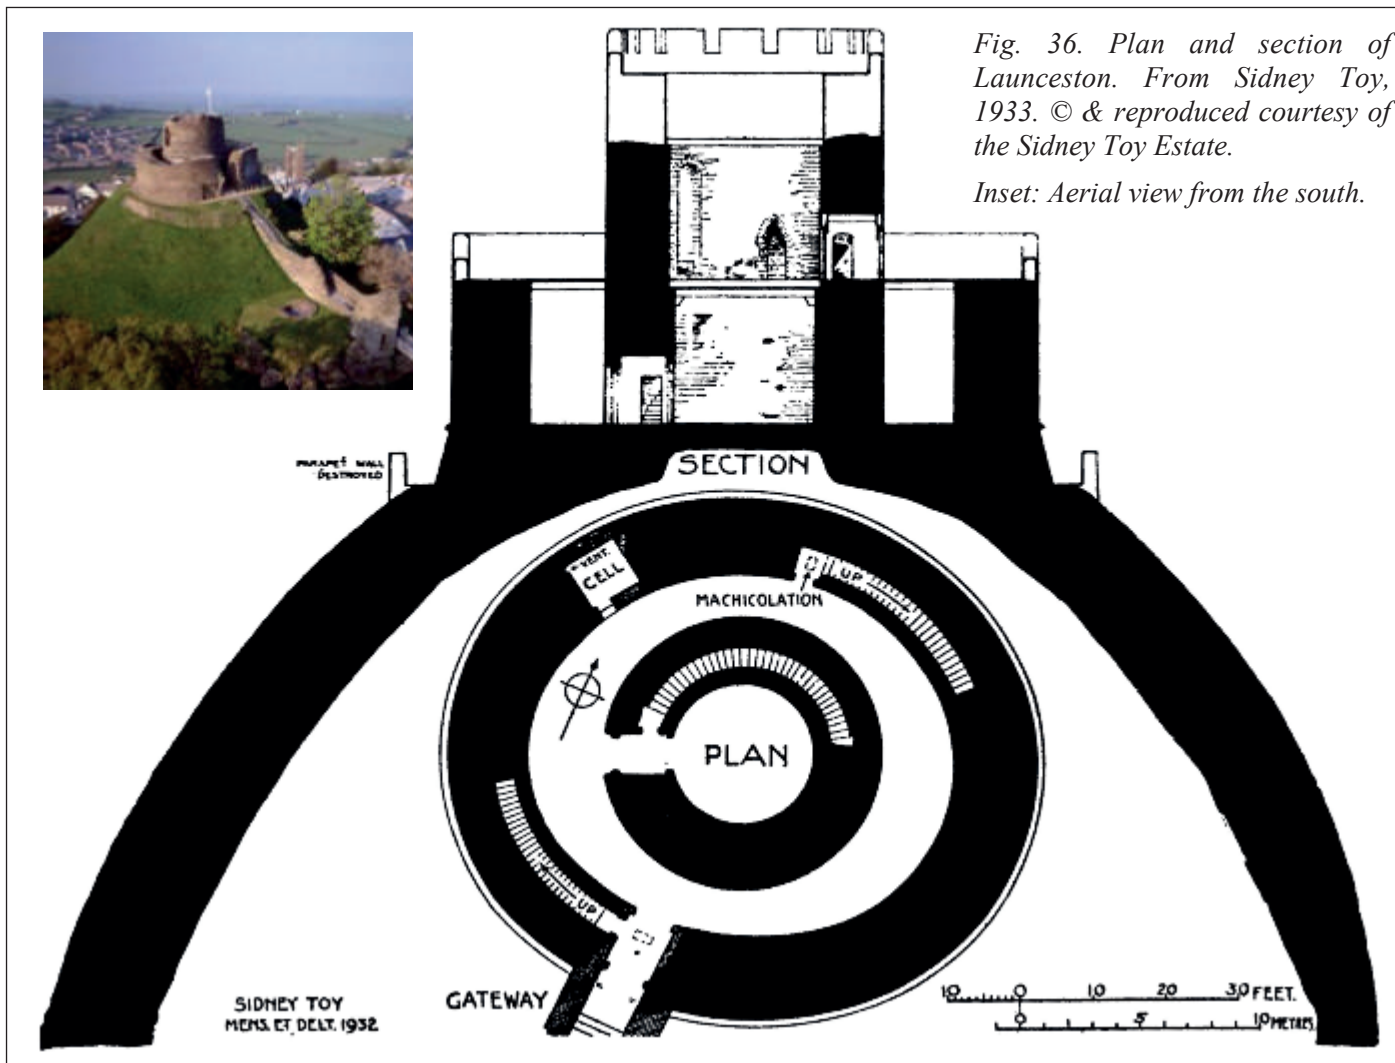 Fig. 36. Plan and section of
Launceston. From Sidney Toy,
1933. © & reproduced courtesy of
the Sidney Toy Estate.
Inset: Aerial view from the south.
PARAPET WALL
DESTROYED
SECTION
VENT.
CELL
UP
MACHICOLATION
PLAN
UP
GATEWAY
SIDNEY TOY
MENS. ET DELT. 1932
10 0 10 20 30 FEET.
0 5 10 METRES